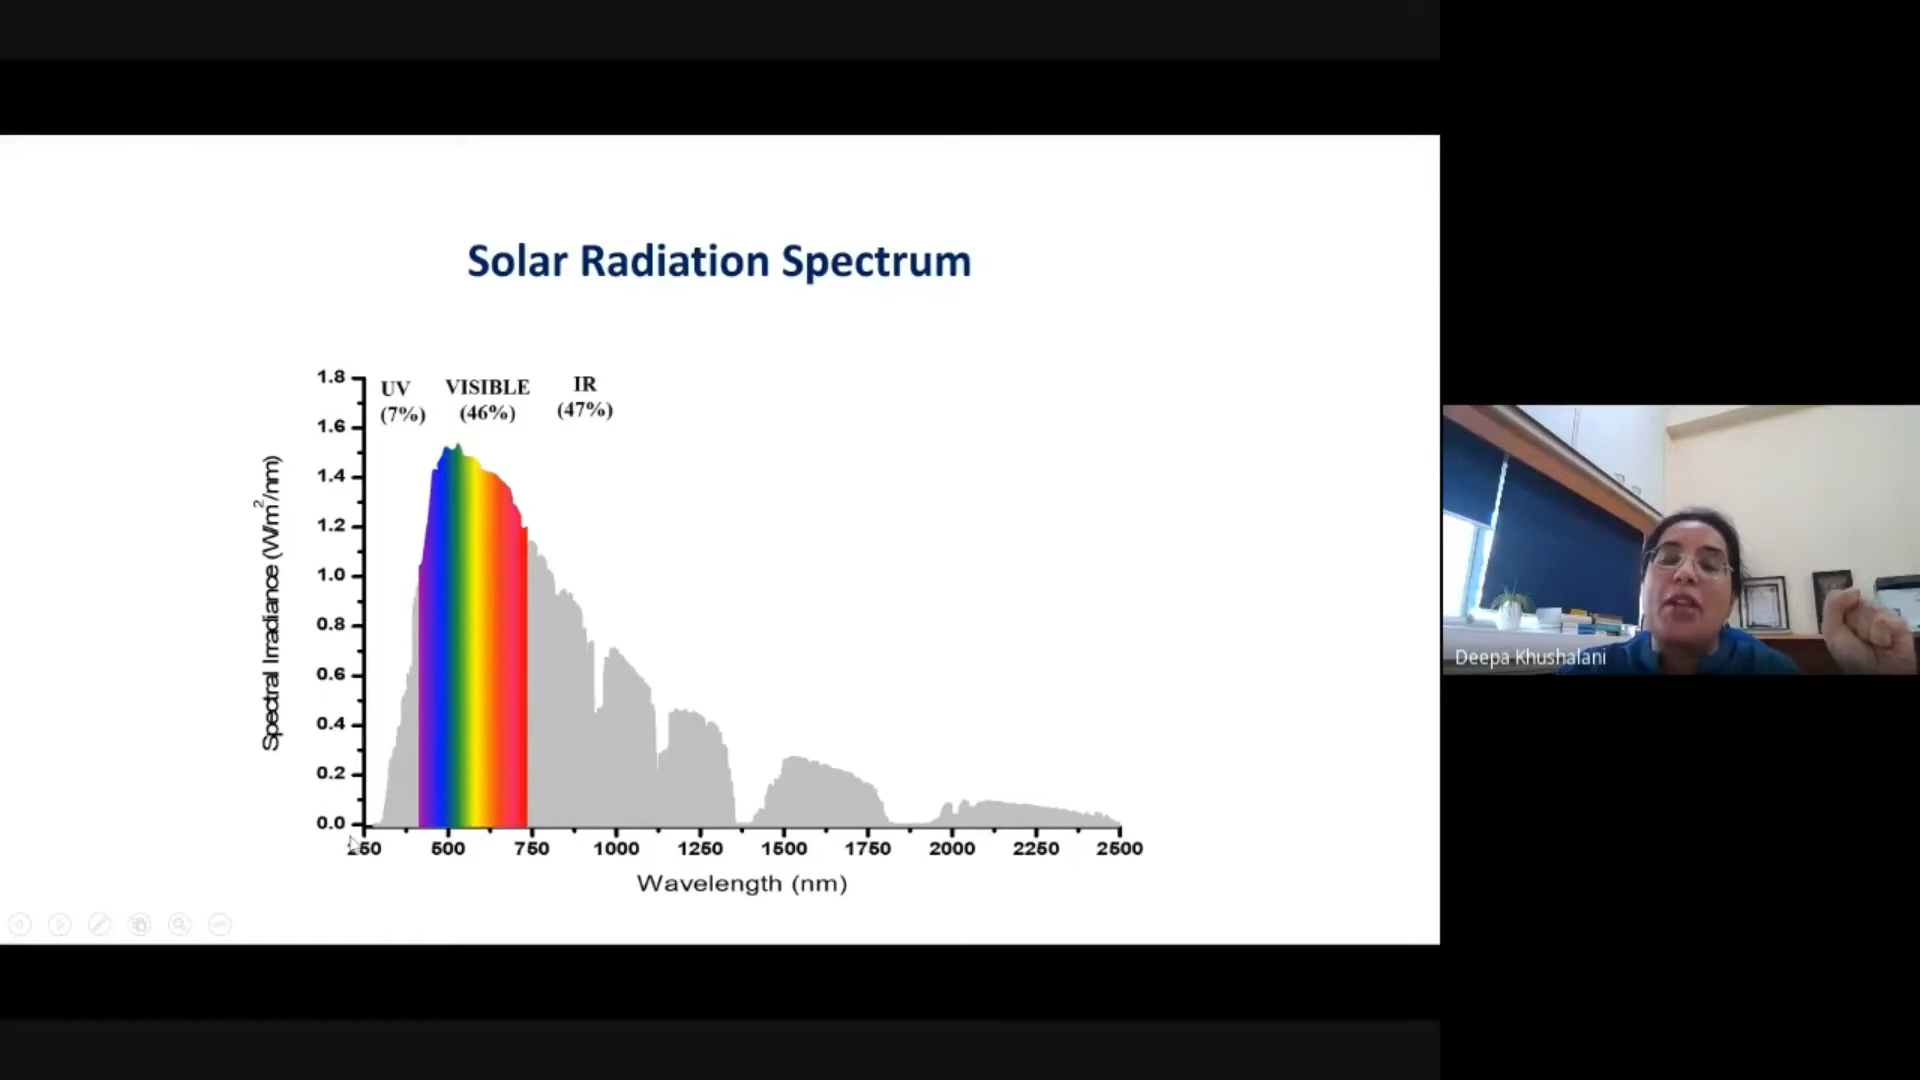 Solar Radiation Spectrum
UV
(7%)
VISIBLE
(46%)
IR
(47%)
1.8
1.6
1.4
1.2
1.0
0.8
0.6
0.4
0.2
0.0
Spectral Irradiance (W/m²/nm)
250 500 750 1000 1250 1500 1750 2000 2250 2500
Wavelength (nm)
Deepa Khushalani